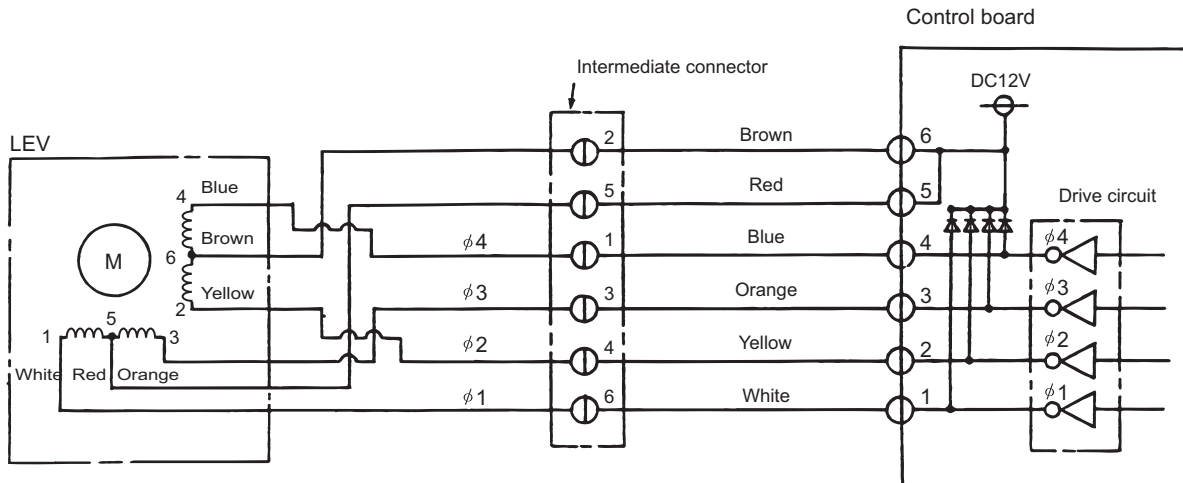 Control board
Intermediate connector
DC12V
LEV
2 Brown 6
Blue
4
5 Red 5
Drive circuit
Brown
6
M
φ4 1 Blue 4 φ4
Yellow
2
φ3 3 Orange 3 φ3
1 5 3
φ2 4 Yellow 2 φ2
White Red Orange
φ1 6 White 1 φ1